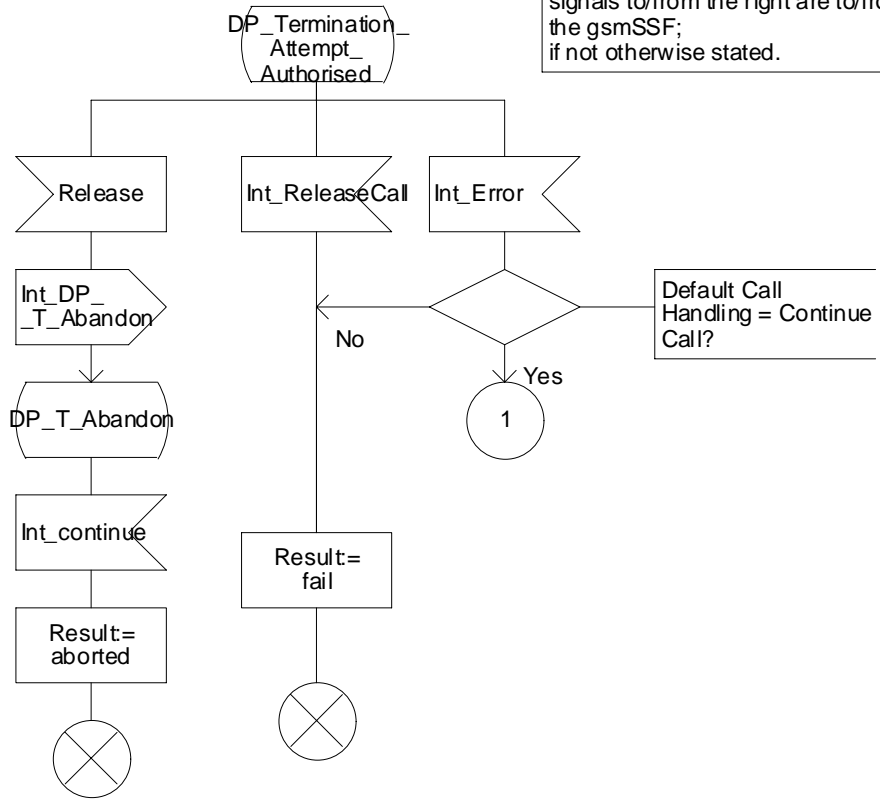 signals to/from the right are to/fro
the gsmSSF;
if not otherwise stated.
DP_Termination_
Attempt_
Authorised
Release
Int_ReleaseCall
Int_Error
Int_DP_
_T_Abandon
Default Call
Handling = Continue
Call?
No
Yes
1
DP_T_Abandon
Int_continue
Result:=
fail
Result:=
aborted